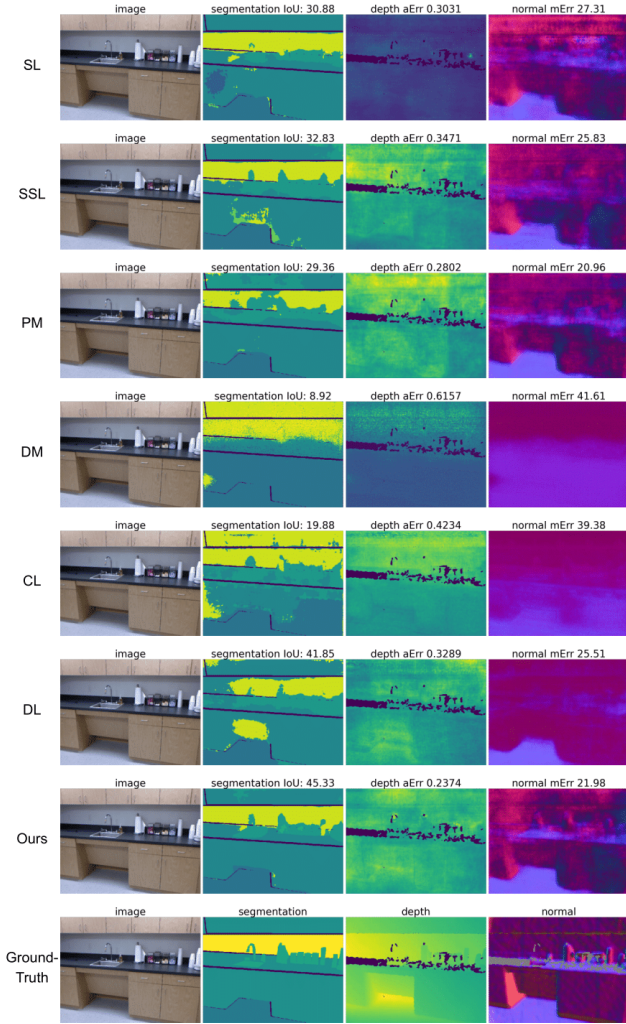 image segmentation IoU: 30.88 depth aErr 0.3031 normal mErr 27.31
SL
image segmentation IoU: 32.83 depth aErr 0.3471 normal mErr 25.83
SSL
image segmentation IoU: 29.36 depth aErr 0.2802 normal mErr 20.96
PM
image segmentation IoU: 8.92 depth aErr 0.6157 normal mErr 41.61
DM
image segmentation IoU: 19.88 depth aErr 0.4234 normal mErr 39.38
CL
image segmentation IoU: 41.85 depth aErr 0.3289 normal mErr 25.51
DL
image segmentation IoU: 45.33 depth aErr 0.2374 normal mErr 21.98
Ours
image segmentation depth normal
Ground-
Truth